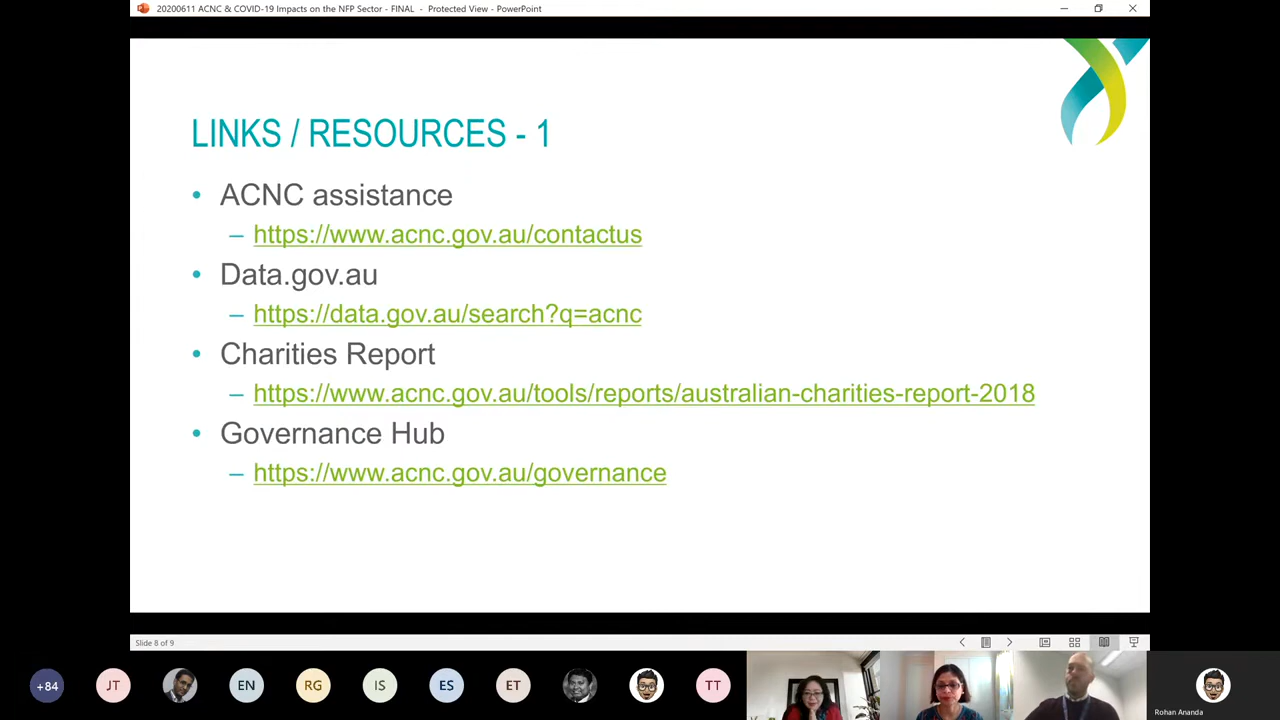 20200611 ACNC & COVID-19 Impacts on the NFP Sector - FINAL - Protected View - PowerPoint
LINKS / RESOURCES - 1
• ACNC assistance
– https://www.acnc.gov.au/contactus
• Data.gov.au
– https://data.gov.au/search?q=acnc
• Charities Report
– https://www.acnc.gov.au/tools/reports/australian-charities-report-2018
• Governance Hub
– https://www.acnc.gov.au/governance
Slide 8 of 9
+84 JT EN RG IS ES ET TT
Rohan Ananda